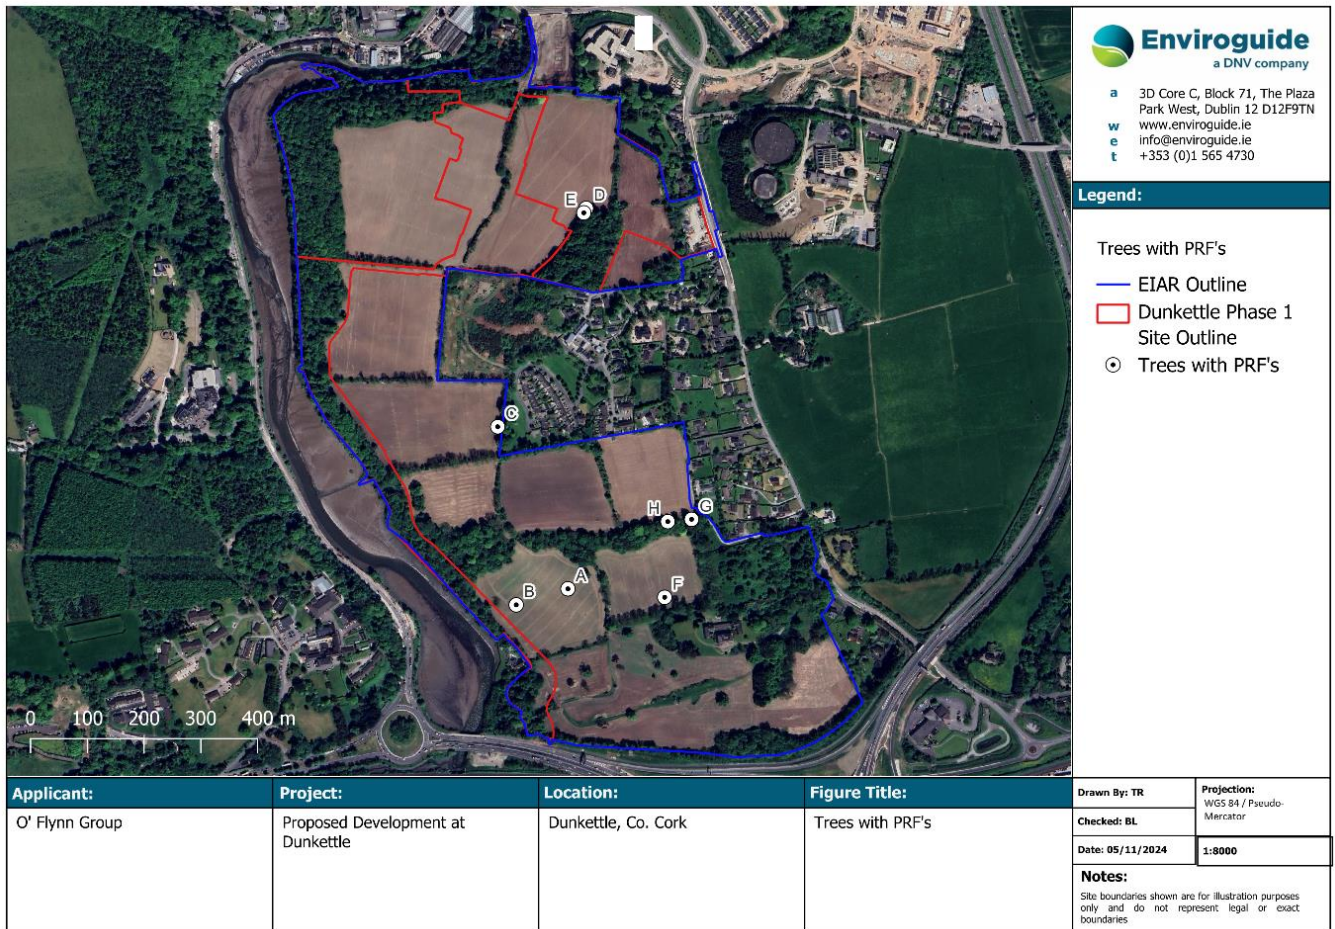 Enviroguide
a DNV company
a 3D Core C, Block 71, The Plaza
Park West, Dublin 12 D12F9TN
w www.enviroguide.ie
e info@enviroguide.ie
t +353 (0)1 565 4730
Legend:
Trees with PRF's
EIAR Outline
Dunkettle Phase 1
Site Outline
Trees with PRF's
E D
C
H G
A
B F
0 100 200 300 400 m
Applicant:
O' Flynn Group
Project:
Proposed Development at
Dunkettle
Location:
Dunkettle, Co. Cork
Figure Title:
Trees with PRF's
Drawn By: TR
Checked: BL
Date: 05/11/2024
Projection:
WGS 84 / Pseudo-
Mercator
1:8000
Notes:
Site boundaries shown are for illustration purposes
only and do not represent legal or exact
boundaries